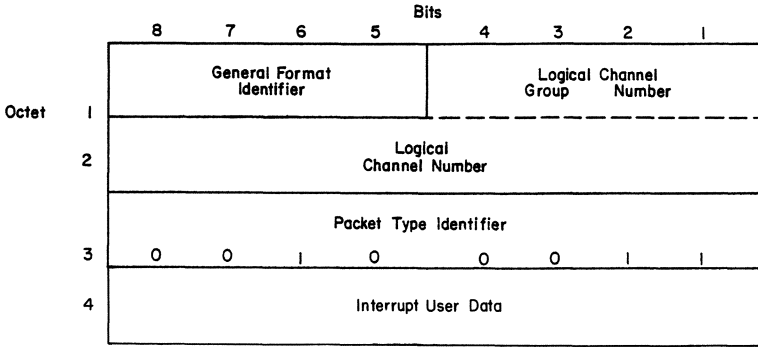 Bits
8 7 6 5 4 3 2 1
General Format Logical Channel
Identifier Group Number
Octet 1
Logical
2 Channel Number
Packet Type Identifier
3 0 0 1 0 0 0 1 1
4 Interrupt User Data